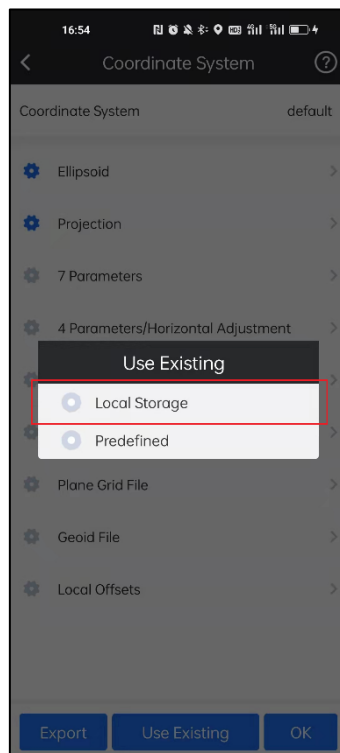 16:54
Coordinate System
Coordinate System default
Ellipsoid
Projection
7 Parameters
4 Parameters/Horizontal Adjustment
Use Existing
Local Storage
Predefined
Plane Grid File
Geoid File
Local Offsets
Export Use Existing OK